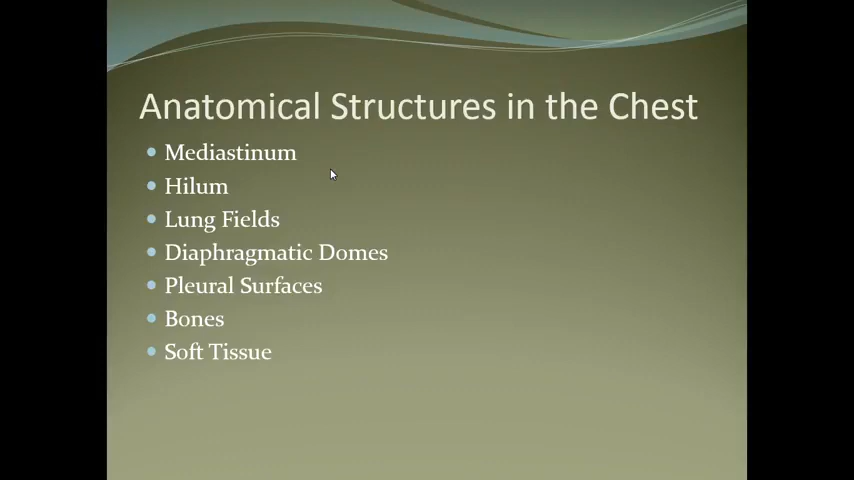 Anatomical Structures in the Chest
Mediastinum
Hilum
Lung Fields
Diaphragmatic Domes
Pleural Surfaces
Bones
Soft Tissue